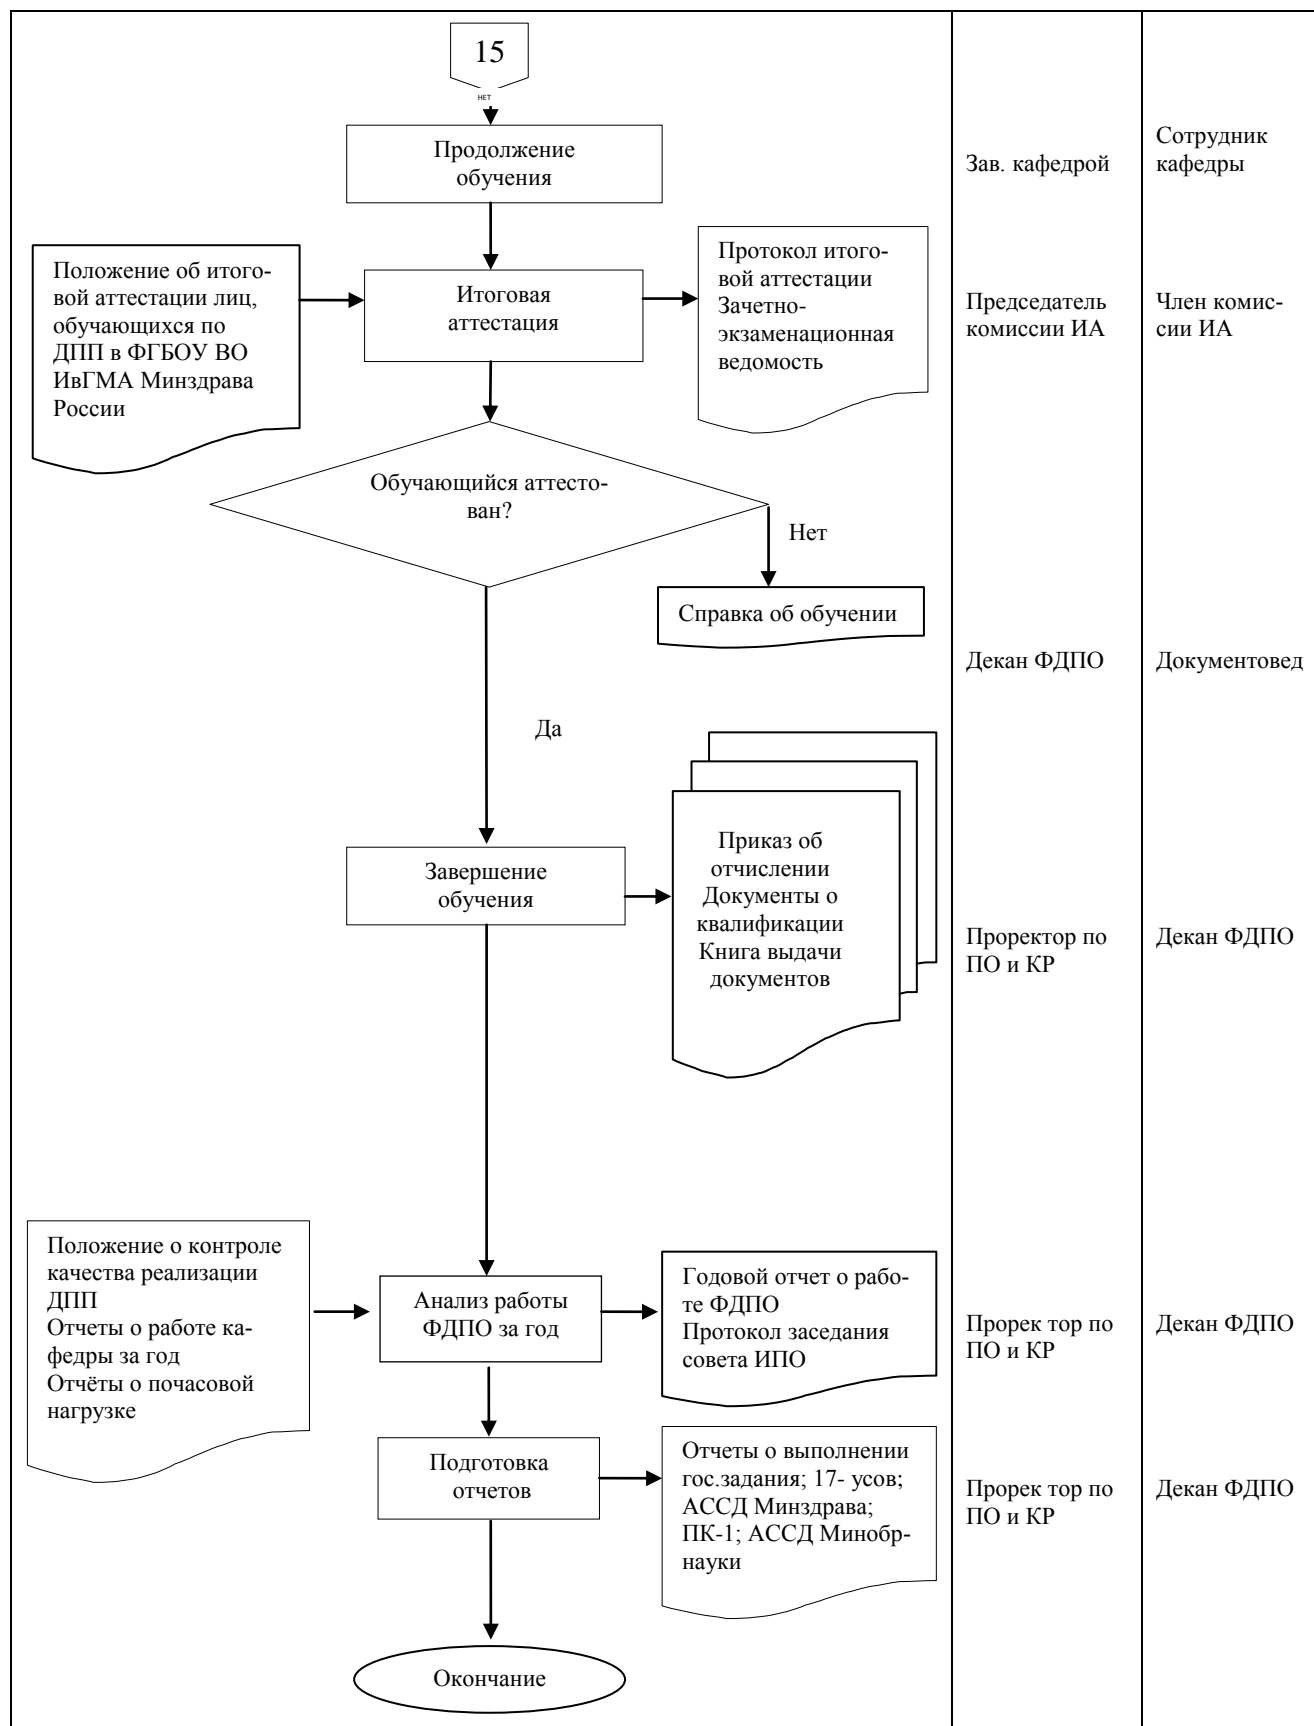 15
НЕТ
Продолжение
обучения
Зав. кафедрой
Сотрудник
кафедры
Положение об итого-
вой аттестации лиц,
обучающихся по
ДПП в ФГБОУ ВО
ИвГМА Минздрава
России
Итоговая
аттестация
Протокол итого-
вой аттестации
Зачетно-
экзаменационная
ведомость
Председатель
комиссии ИА
Член комис-
сии ИА
Обучающийся аттесто-
ван?
Нет
Справка об обучении
Декан ФДПО
Документовед
Да
Завершение
обучения
Приказ об
отчислении
Документы о
квалификации
Книга выдачи
документов
Проректор по
ПО и КР
Декан ФДПО
Положение о контроле
качества реализации
ДПП
Отчеты о работе ка-
федры за год
Отчёты о почасовой
нагрузке
Анализ работы
ФДПО за год
Годовой отчет о рабо-
те ФДПО
Протокол заседания
совета ИПО
Прорек тор по
ПО и КР
Декан ФДПО
Подготовка
отчетов
Отчеты о выполнении
гос.задания; 17- усов;
АССД Минздрава;
ПК-1; АССД Минобр-
науки
Прорек тор по
ПО и КР
Декан ФДПО
Окончание